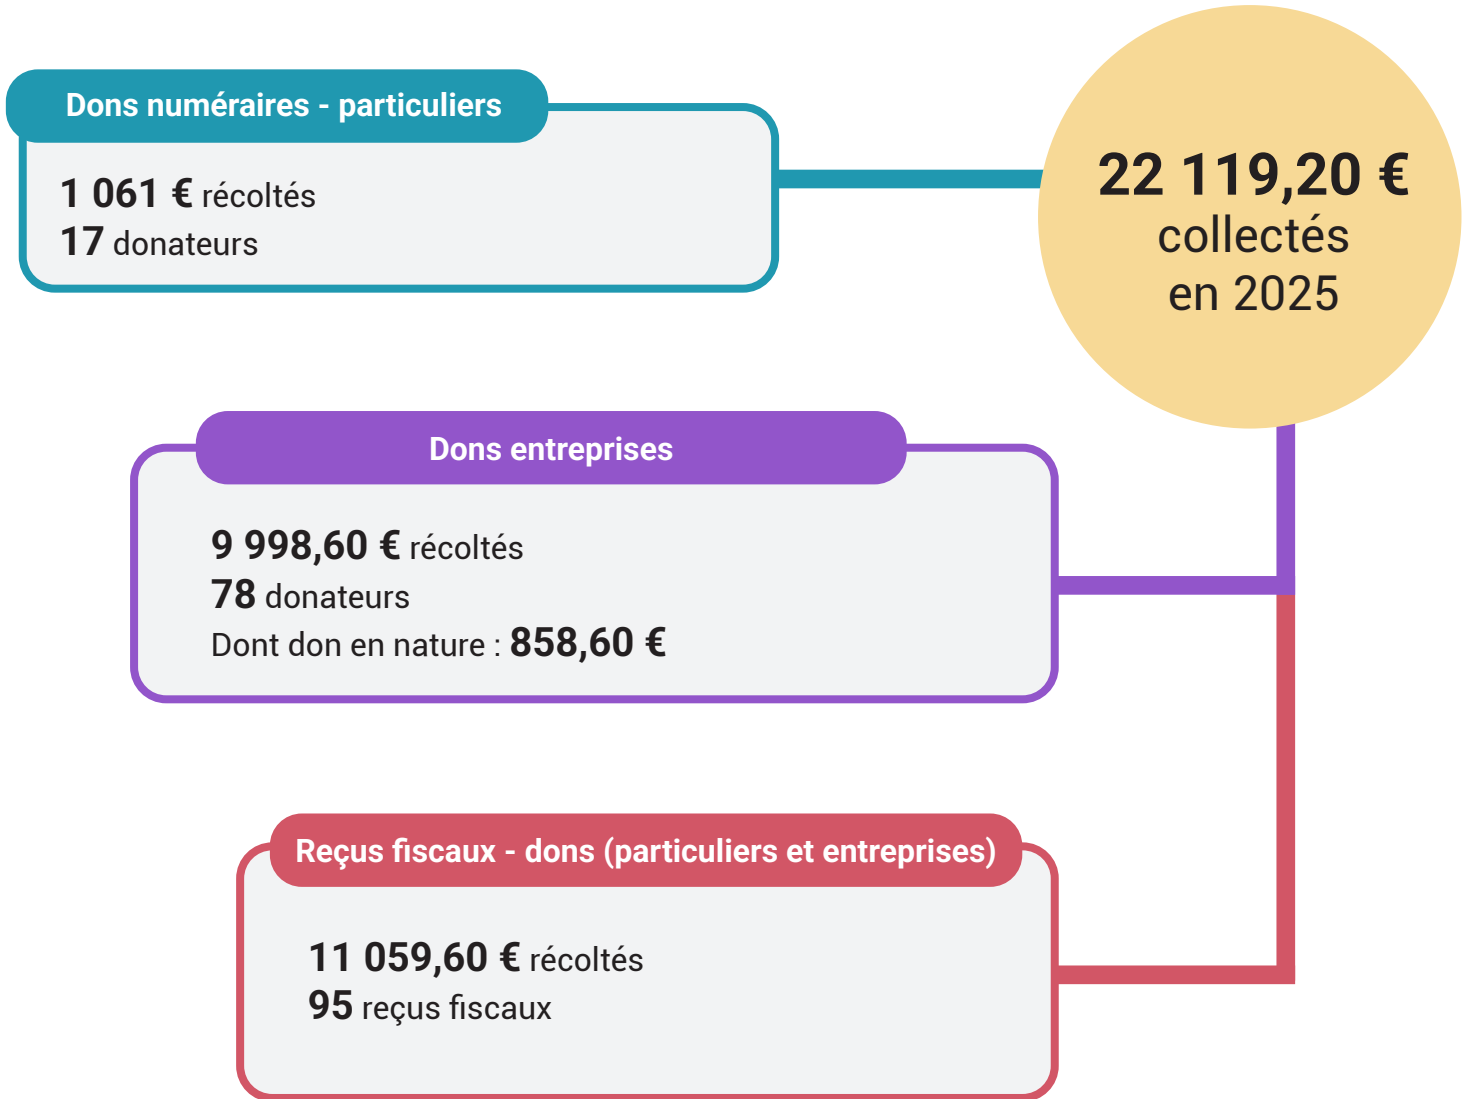 Dons numéraires - particuliers
1 061 € récoltés
17 donateurs
22 119,20 €
collectés
en 2025
Dons entreprises
9 998,60 € récoltés
78 donateurs
Dont don en nature : 858,60 €
Reçus fiscaux - dons (particuliers et entreprises)
11 059,60 € récoltés
95 reçus fiscaux